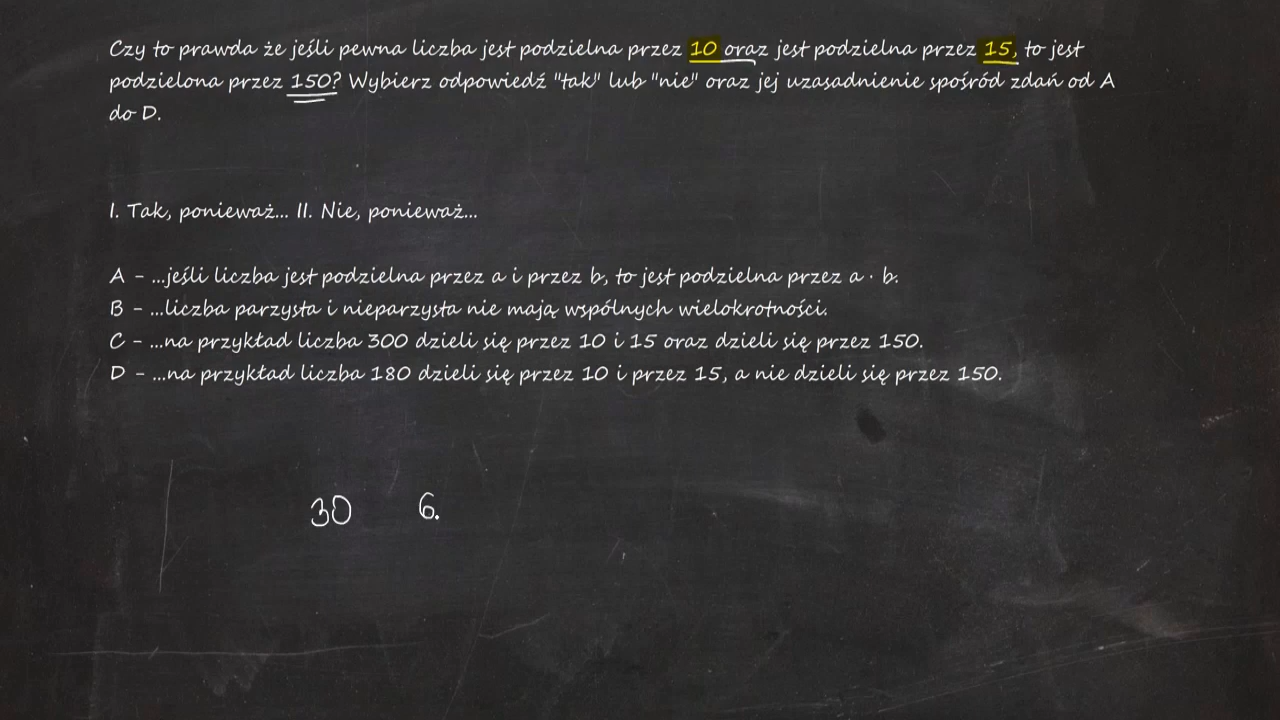 Czy to prawda że jeśli pewna liczba jest podzielna przez 10 oraz jest podzielna przez 15, to jest
podzielona przez 150? Wybierz odpowiedź "tak" lub "nie" oraz jej uzasadnienie spośród zdań od A
do D.
I. Tak, ponieważ... II. Nie, ponieważ...
A - ...jeśli liczba jest podzielna przez a i przez b, to jest podzielna przez a · b.
B - ...liczba parzysta i nieparzysta nie mają wspólnych wielokrotności.
C - ...na przykład liczba 300 dzieli się przez 10 i 15 oraz dzieli się przez 150.
D - ...na przykład liczba 180 dzieli się przez 10 i przez 15, a nie dzieli się przez 150.
30 6.